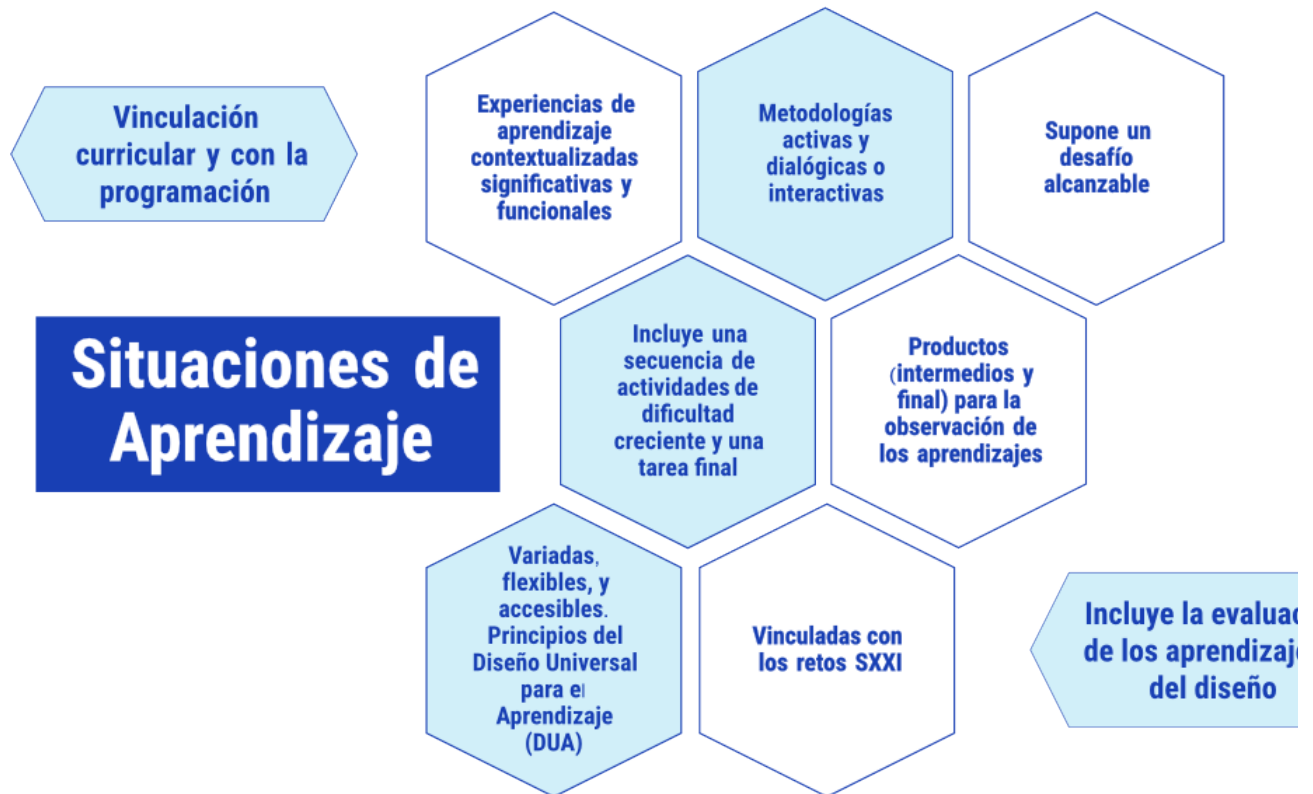 Vinculación
curricular y con la
programación
Experiencias de
aprendizaje
contextualizadas
significativas y
funcionales
Metodologías
activas y
dialógicas o
interactivas
Supone un
desafío
alcanzable
Situaciones de
Aprendizaje
Incluye una
secuencia de
actividades de
dificultad
creciente y una
tarea final
Productos
(intermedios y
final) para la
observación de
los aprendizajes
Variadas,
flexibles, y
accesibles.
Principios del
Diseño Universal
para el
Aprendizaje
(DUA)
Vinculadas con
los retos SXXI
Incluye la
de los
del diseño